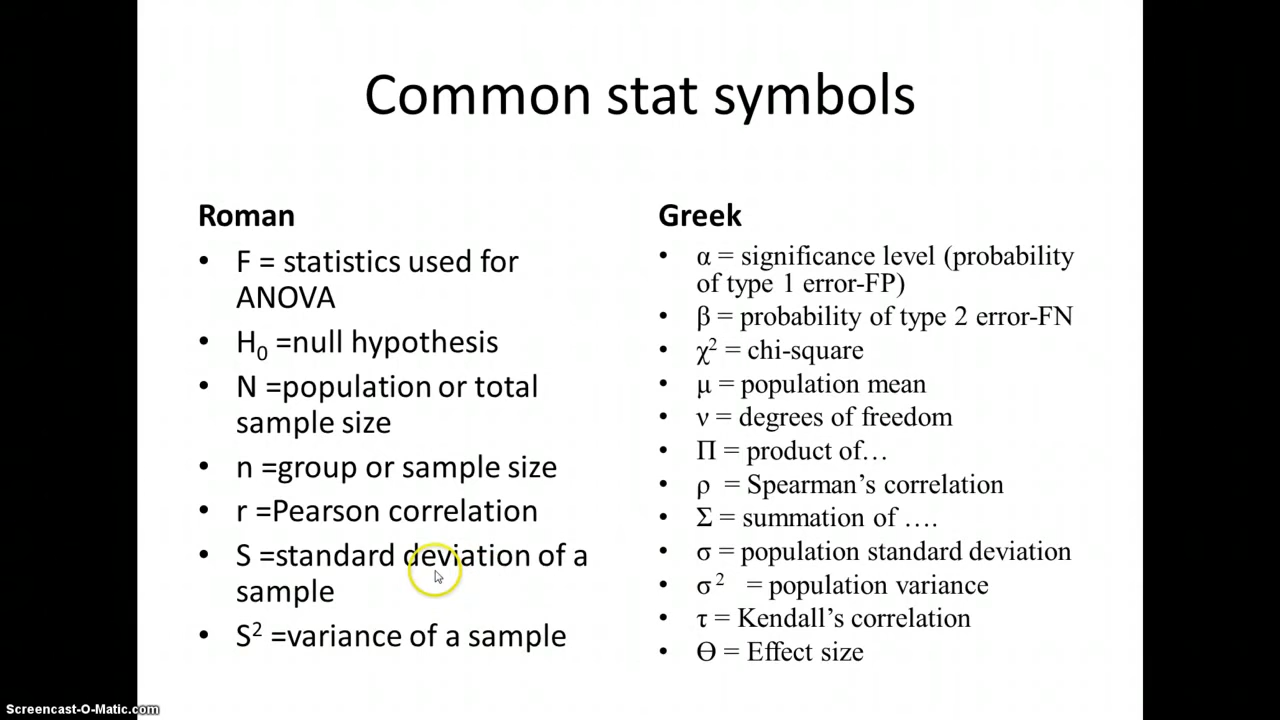 Common stat symbols
Roman
• F = statistics used for
ANOVA
• H₀ =null hypothesis
• N =population or total
sample size
• n =group or sample size
• r =Pearson correlation
• S =standard deviation of a
sample
• S² =variance of a sample
Greek
• α = significance level (probability
of type 1 error-FP)
• β = probability of type 2 error-FN
• χ² = chi-square
• μ = population mean
• ν = degrees of freedom
• Π = product of…
• ρ = Spearman’s correlation
• Σ = summation of ….
• σ = population standard deviation
• σ² = population variance
• τ = Kendall’s correlation
• Θ = Effect size
Screencast-O-Matic.com